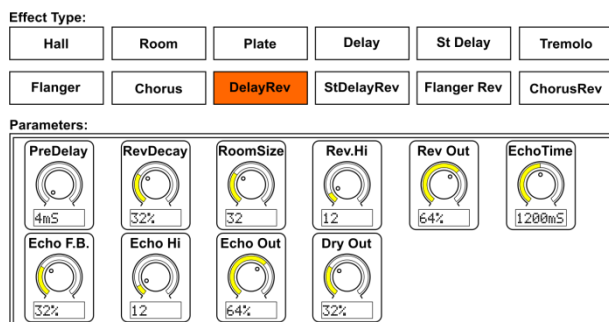 Effect Type:
Hall Room Plate Delay St Delay Tremolo
Flanger Chorus DelayRev StDelayRev Flanger Rev ChorusRev
Parameters:
PreDelay RevDecay RoomSize Rev.Hi Rev Out EchoTime
4mS 32% 32 12 64% 1200mS
Echo F.B. Echo Hi Echo Out Dry Out
32% 12 64% 32%